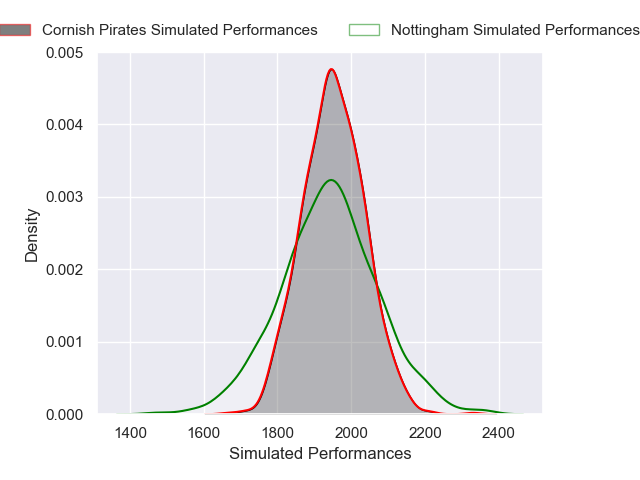 Cornish Pirates Simulated Performances
Nottingham Simulated Performances
0.005
0.004
0.003
0.002
0.001
0.000
Density
1400 1600 1800 2000 2200 2400
Simulated Performances